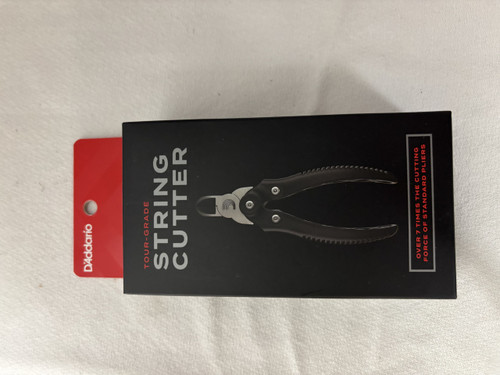 D'Addario
TOUR-GRADE
STRING
CUTTER
OVER 7 TIMES THE CUTTING
FORCE OF STANDARD PLIERS